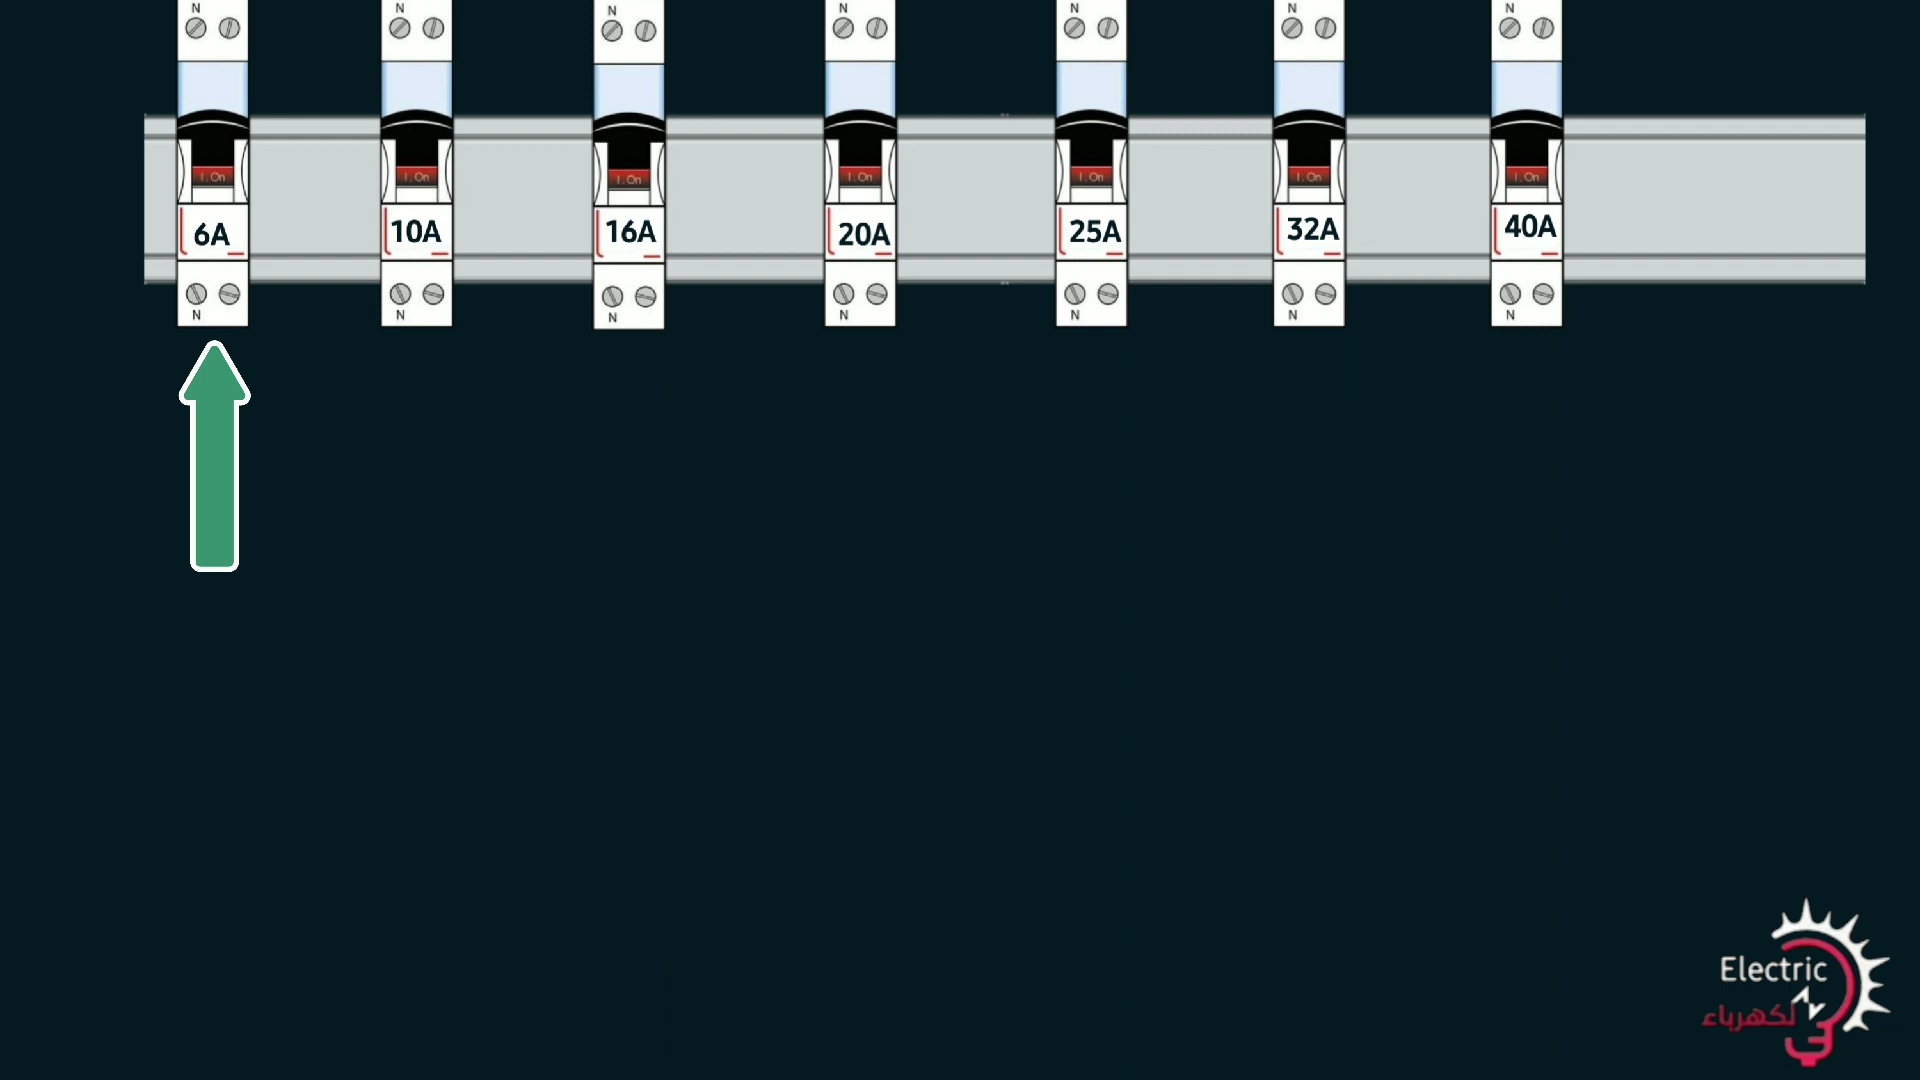 N N N N N N N
I.On I.On I.On I.On I.On I.On I.On
6A 10A 16A 20A 25A 32A 40A
N N N N N N N
Electric
لكهرباء